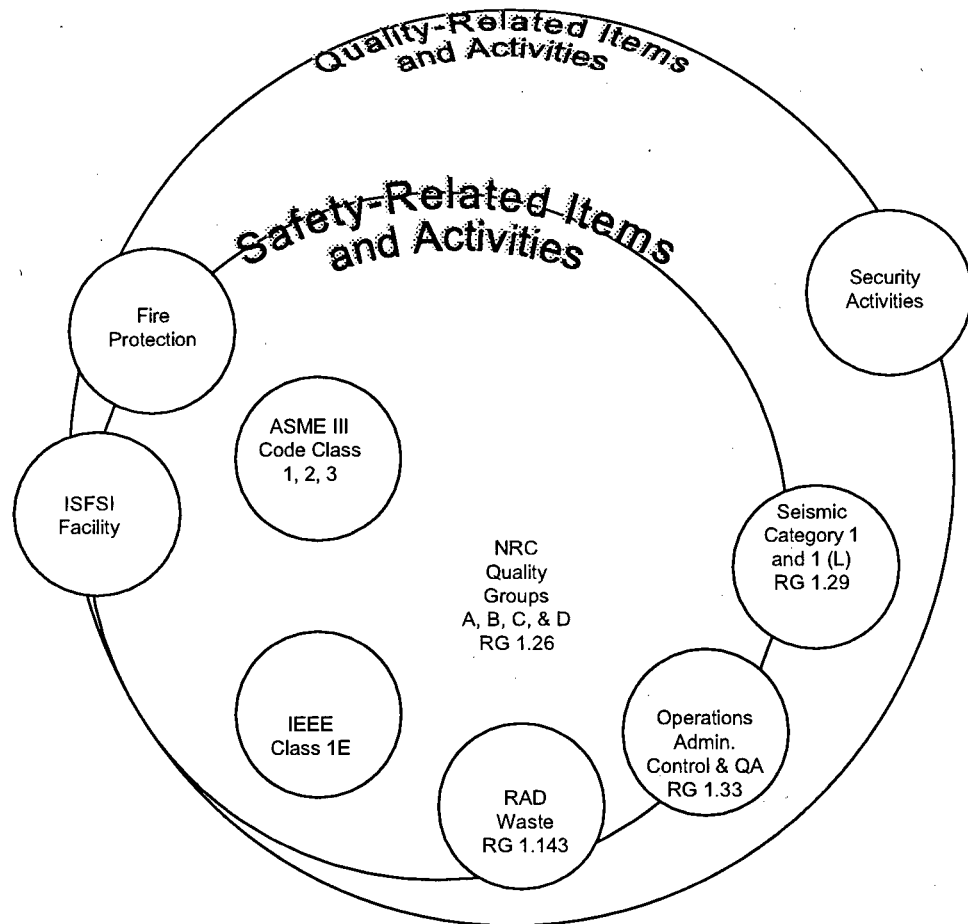 Quality-Related Items
and Activities
Safety-Related Items
and Activities
Security
Activities
Fire
Protection
ASME III
Code Class
1, 2, 3
ISFSI
Facility
Seismic
Category 1
and 1 (L)
RG 1.29
NRC
Quality
Groups
A, B, C, & D
RG 1.26
IEEE
Class 1E
Operations
Admin.
Control & QA
RG 1.33
RAD
Waste
RG 1.143